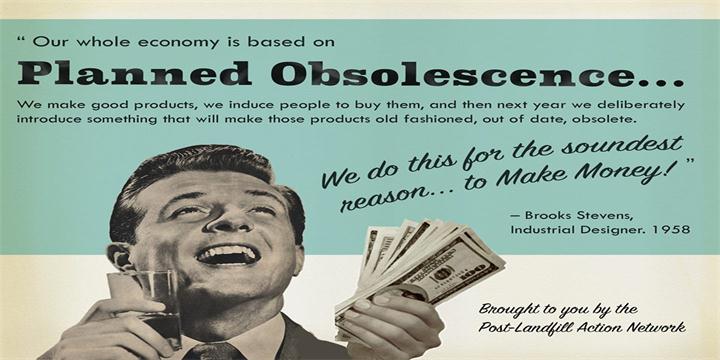 “ Our whole economy is based on
Planned Obsolescence...
We make good products, we induce people to buy them, and then next year we deliberately
introduce something that will make those products old fashioned, out of date, obsolete.
We do this for the soundest
reason... to Make Money! ”
– Brooks Stevens,
Industrial Designer. 1958
100
Brought to you by the
Post-Landfill Action Network